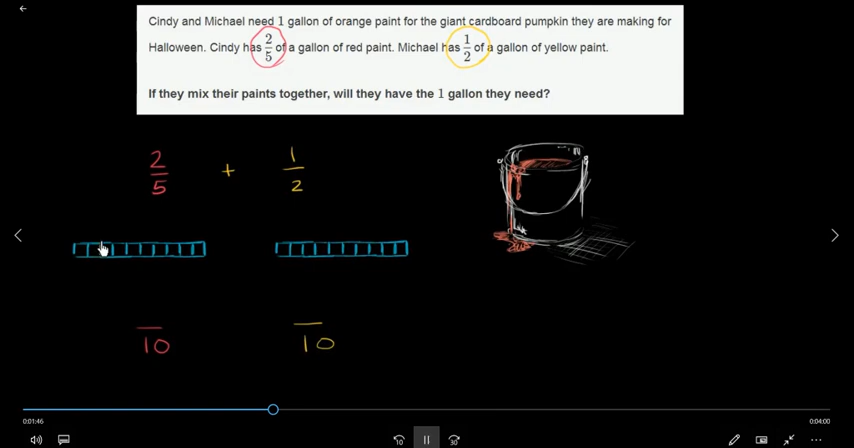 Cindy and Michael need 1 gallon of orange paint for the giant cardboard pumpkin they are making for
Halloween. Cindy has 2/5 of a gallon of red paint. Michael has 1/2 of a gallon of yellow paint.
If they mix their paints together, will they have the 1 gallon they need?
2/5 + 1/2
10 10
0:01:46 0:04:00
10 30